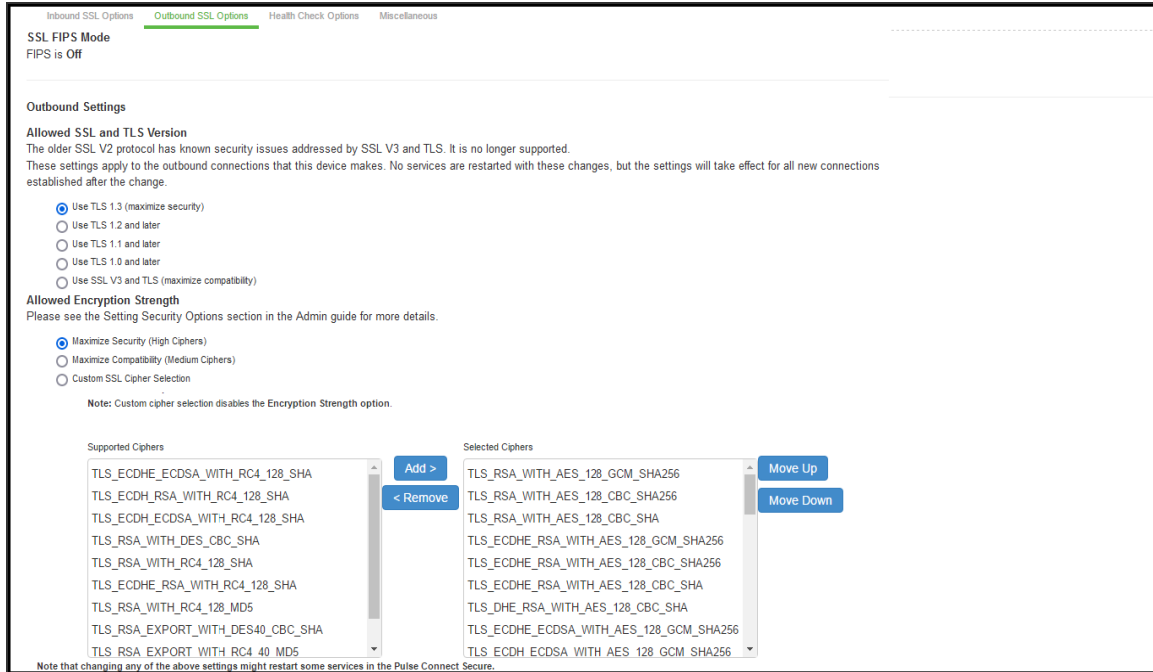 Inbound SSL Options Outbound SSL Options Health Check Options Miscellaneous
SSL FIPS Mode
FIPS is Off
Outbound Settings
Allowed SSL and TLS Version
The older SSL V2 protocol has known security issues addressed by SSL V3 and TLS. It is no longer supported.
These settings apply to the outbound connections that this device makes. No services are restarted with these changes, but the settings will take effect for all new connections
established after the change.
Use TLS 1.3 (maximize security)
Use TLS 1.2 and later
Use TLS 1.1 and later
Use TLS 1.0 and later
Use SSL V3 and TLS (maximize compatibility)
Allowed Encryption Strength
Please see the Setting Security Options section in the Admin guide for more details.
Maximize Security (High Ciphers)
Maximize Compatibility (Medium Ciphers)
Custom SSL Cipher Selection
Note: Custom cipher selection disables the Encryption Strength option.
Supported Ciphers
TLS_ECDHE_ECDSA_WITH_RC4_128_SHA
TLS_ECDH_RSA_WITH_RC4_128_SHA
TLS_ECDH_ECDSA_WITH_RC4_128_SHA
TLS_RSA_WITH_DES_CBC_SHA
TLS_RSA_WITH_RC4_128_SHA
TLS_ECDHE_RSA_WITH_RC4_128_SHA
TLS_RSA_WITH_RC4_128_MD5
TLS_RSA_EXPORT_WITH_DES40_CBC_SHA
TLS_RSA_EXPORT_WITH_RC4_40_MD5
Add >
< Remove
Selected Ciphers
TLS_RSA_WITH_AES_128_GCM_SHA256
TLS_RSA_WITH_AES_128_CBC_SHA256
TLS_RSA_WITH_AES_128_CBC_SHA
TLS_ECDHE_RSA_WITH_AES_128_GCM_SHA256
TLS_ECDHE_RSA_WITH_AES_128_CBC_SHA256
TLS_ECDHE_RSA_WITH_AES_128_CBC_SHA
TLS_DHE_RSA_WITH_AES_128_CBC_SHA
TLS_ECDHE_ECDSA_WITH_AES_128_GCM_SHA256
TLS_ECDH_ECDSA_WITH_AES_128_GCM_SHA256
Move Up
Move Down
Note that changing any of the above settings might restart some services in the Pulse Connect Secure.